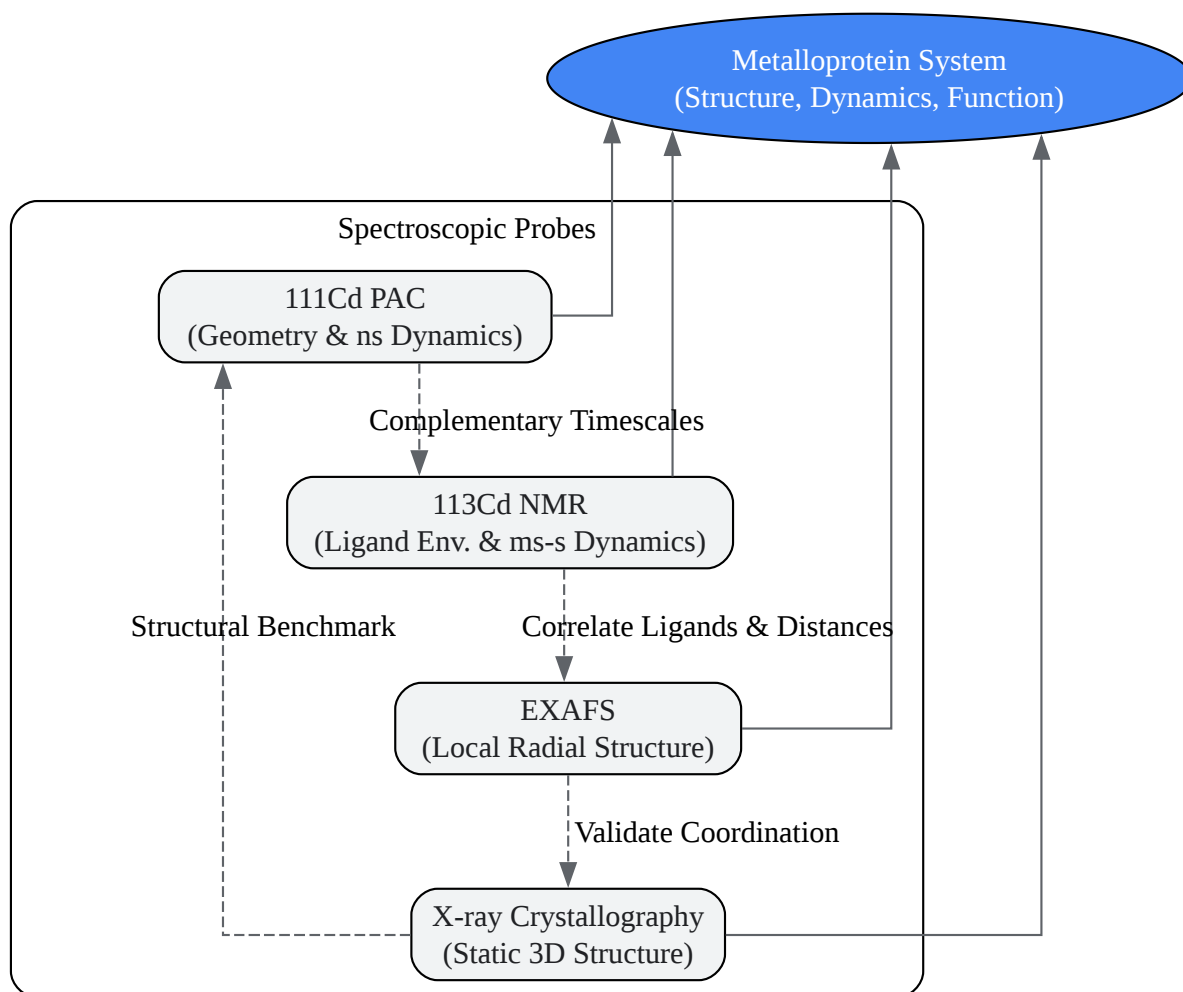 Metalloprotein System
(Structure, Dynamics, Function)
Spectroscopic Probes
111Cd PAC
(Geometry & ns Dynamics)
Complementary Timescales
113Cd NMR
(Ligand Env. & ms-s Dynamics)
Structural Benchmark
Correlate Ligands & Distances
EXAFS
(Local Radial Structure)
Validate Coordination
X-ray Crystallography
(Static 3D Structure)